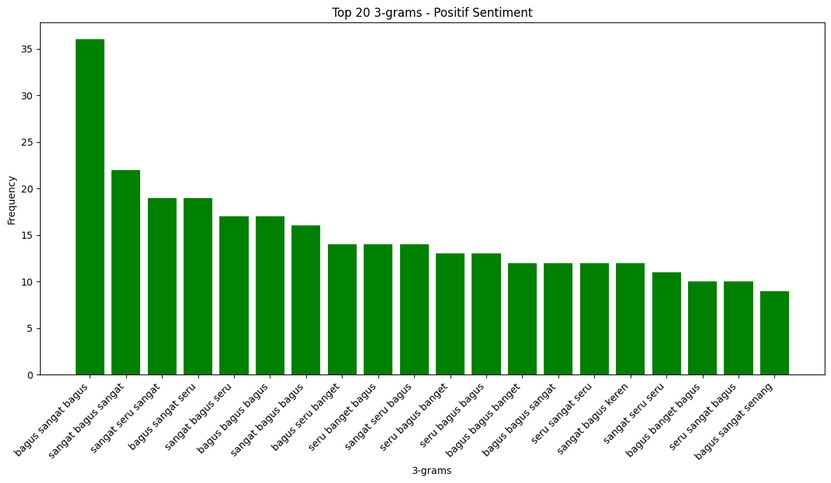 Top 20 3-grams - Positif Sentiment
Frequency
35
30
25
20
15
10
5
0
bagus sangat bagus
sangat bagus sangat
sangat seru sangat
bagus sangat seru
sangat bagus seru
bagus bagus bagus
sangat bagus bagus
bagus seru banget
seru banget bagus
sangat seru bagus
seru bagus banget
seru bagus bagus
bagus bagus banget
bagus bagus sangat
seru sangat seru
sangat bagus keren
sangat seru seru
bagus banget bagus
seru sangat bagus
bagus sangat senang
3-grams